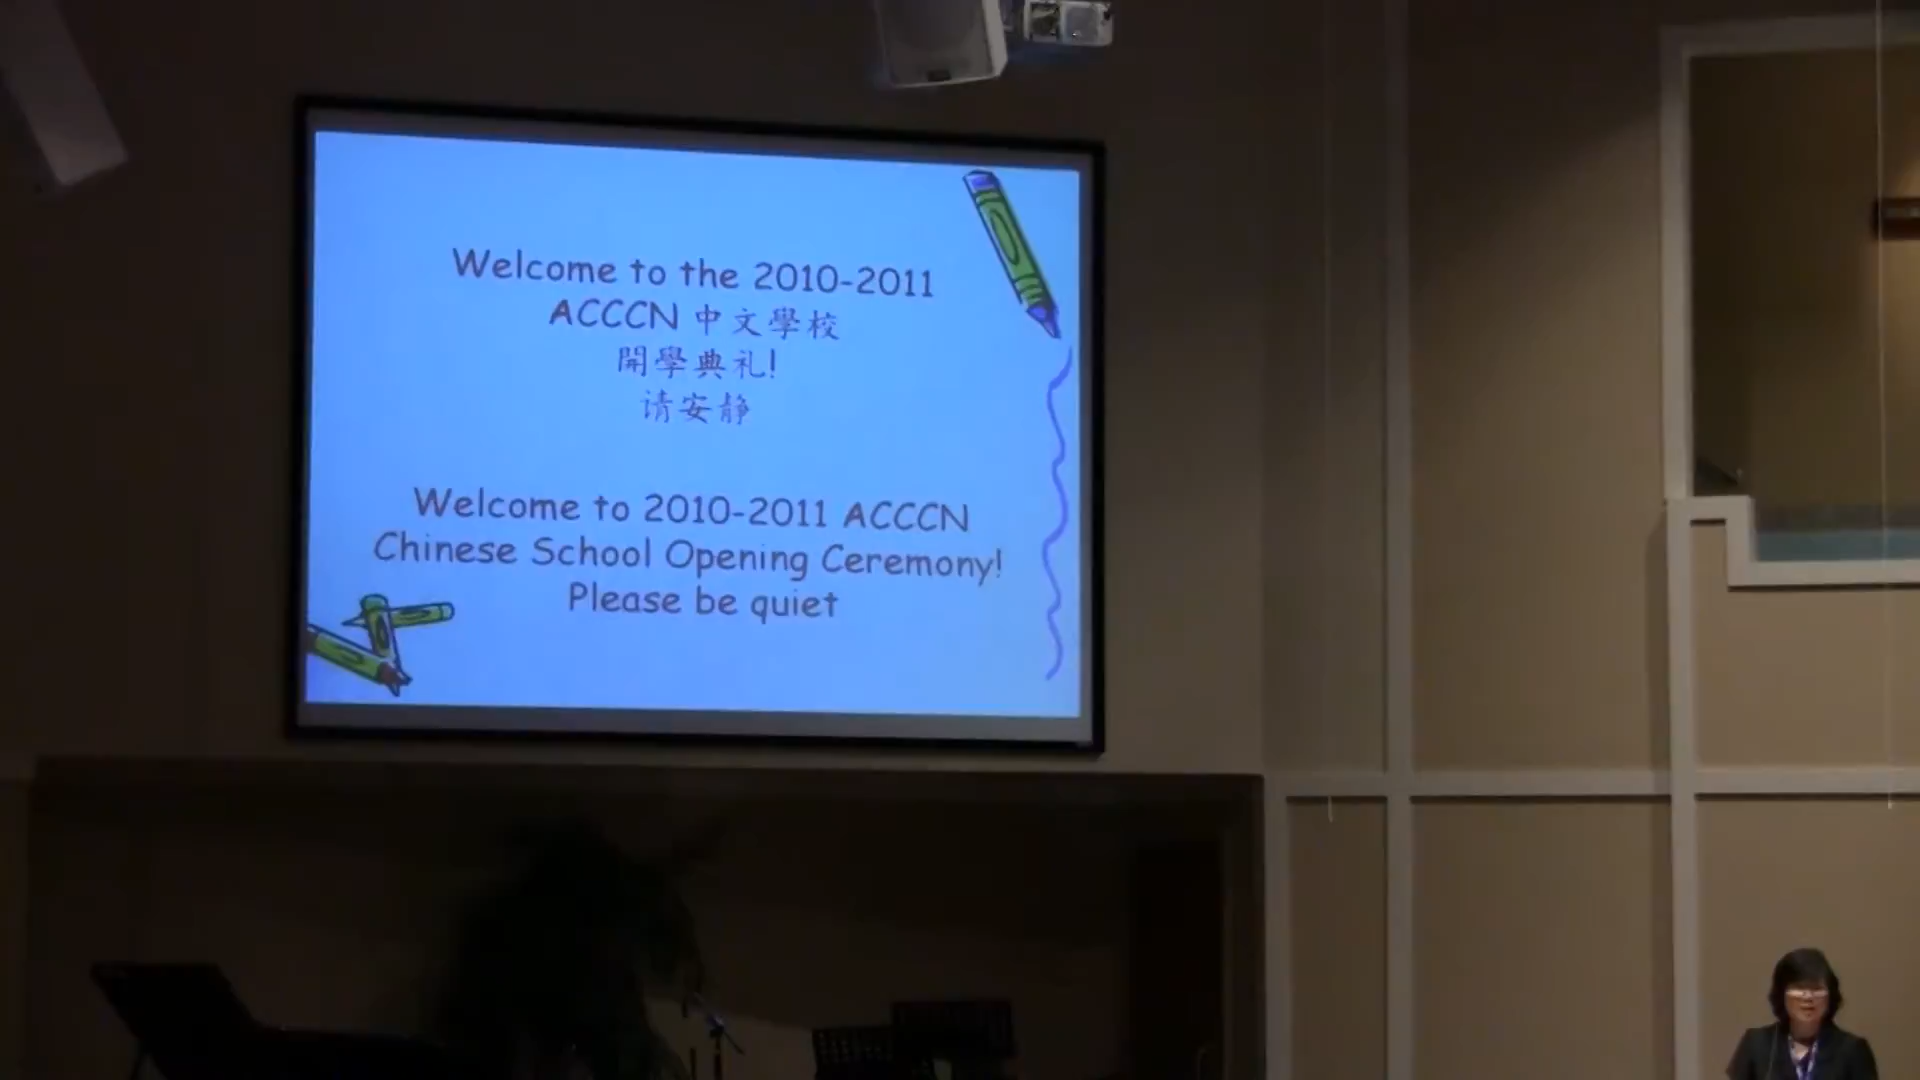 Welcome to the 2010-2011
ACCCN 中文學校
開學典礼!
请安静
Welcome to 2010-2011 ACCCN
Chinese School Opening Ceremony!
Please be quiet